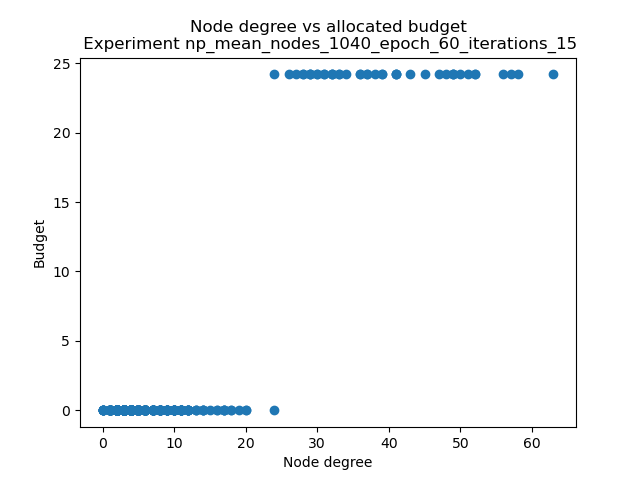 Node degree vs allocated budget
Experiment np_mean_nodes_1040_epoch_60_iterations_15
25
20
15
10
5
0
Budget
0 10 20 30 40 50 60
Node degree